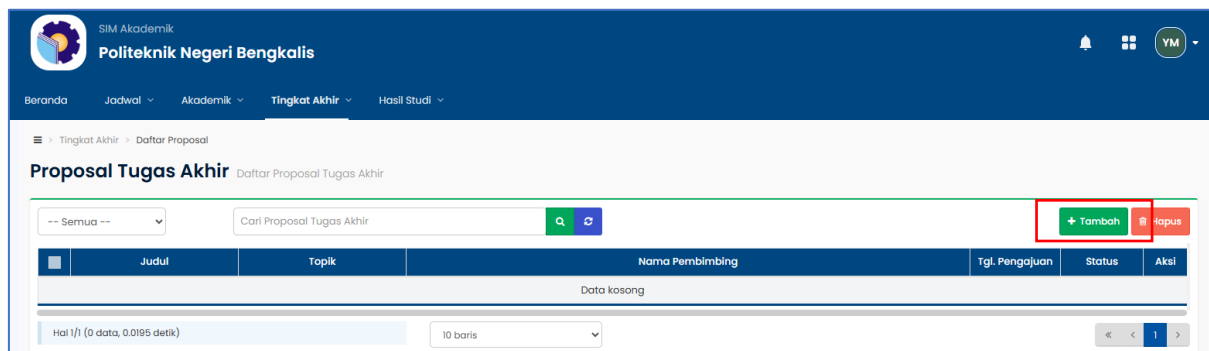 SIM Akademik
Politeknik Negeri Bengkalis
YM
Beranda Jadwal Akademik Tingkat Akhir Hasil Studi
Tingkat Akhir > Daftar Proposal
Proposal Tugas Akhir Daftar Proposal Tugas Akhir
-- Semua -- Cari Proposal Tugas Akhir + Tambah Hapus
Judul Topik Nama Pembimbing Tgl. Pengajuan Status Aksi
Data kosong
Hal 1/1 (0 data, 0.0195 detik) 10 baris « < 1 >